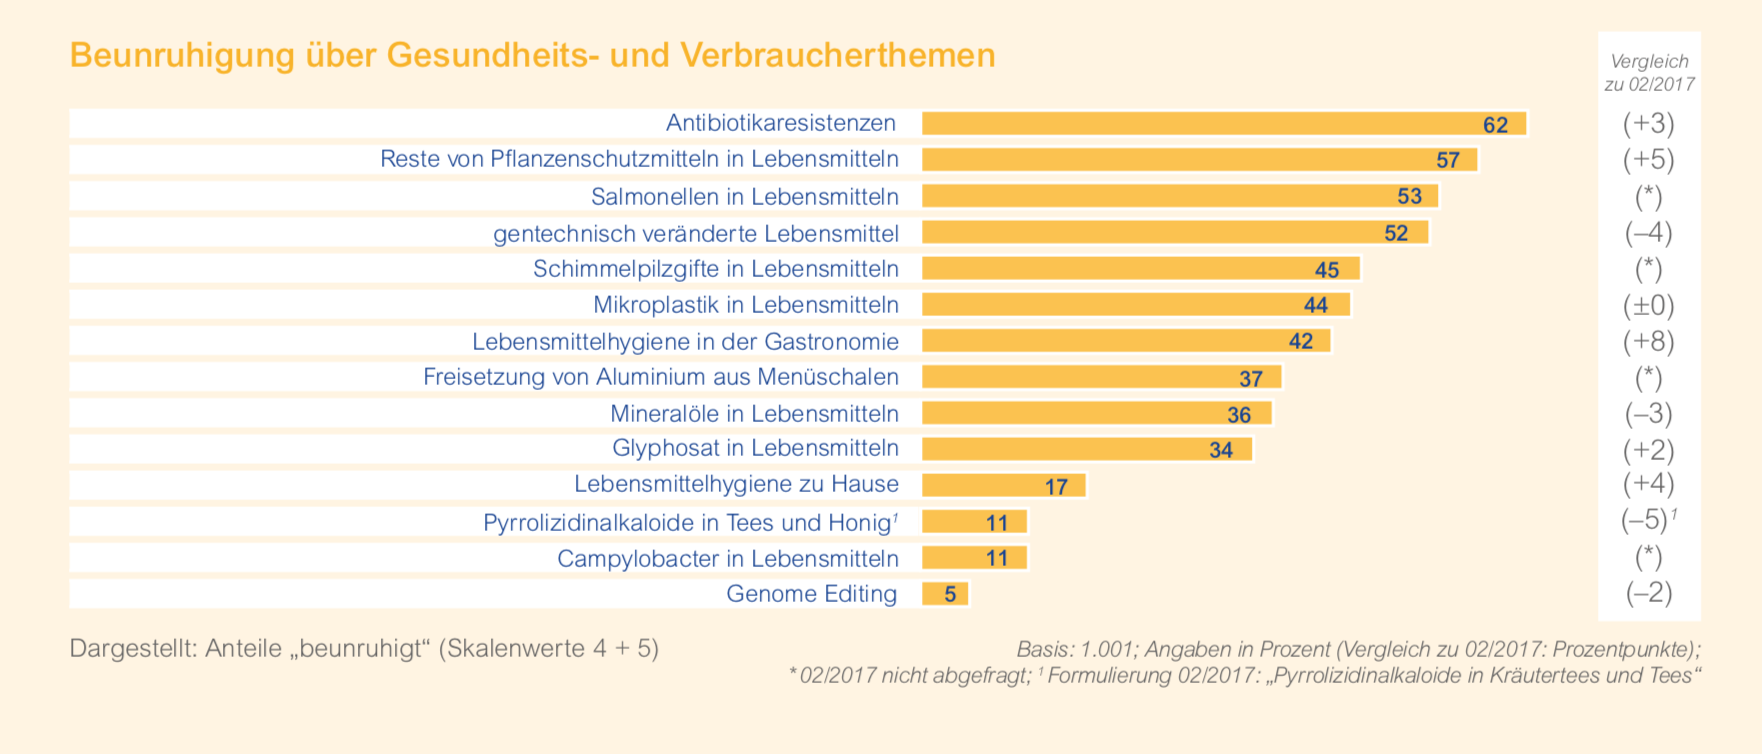 Beunruhigung über Gesundheits- und Verbraucherthemen
Vergleich
zu 02/2017
Antibiotikaresistenzen 62 (+3)
Reste von Pflanzenschutzmitteln in Lebensmitteln 57 (+5)
Salmonellen in Lebensmitteln 53 (*)
gentechnisch veränderte Lebensmittel 52 (–4)
Schimmelpilzgifte in Lebensmitteln 45 (*)
Mikroplastik in Lebensmitteln 44 (±0)
Lebensmittelhygiene in der Gastronomie 42 (+8)
Freisetzung von Aluminium aus Menüschalen 37 (*)
Mineralöle in Lebensmitteln 36 (–3)
Glyphosat in Lebensmitteln 34 (+2)
Lebensmittelhygiene zu Hause 17 (+4)
Pyrrolizidinalkaloide in Tees und Honig¹ 11 (–5)¹
Campylobacter in Lebensmitteln 11 (*)
Genome Editing 5 (–2)
Dargestellt: Anteile „beunruhigt“ (Skalenwerte 4 + 5)
Basis: 1.001; Angaben in Prozent (Vergleich zu 02/2017: Prozentpunkte);
* 02/2017 nicht abgefragt; ¹ Formulierung 02/2017: „Pyrrolizidinalkaloide in Kräutertees und Tees“